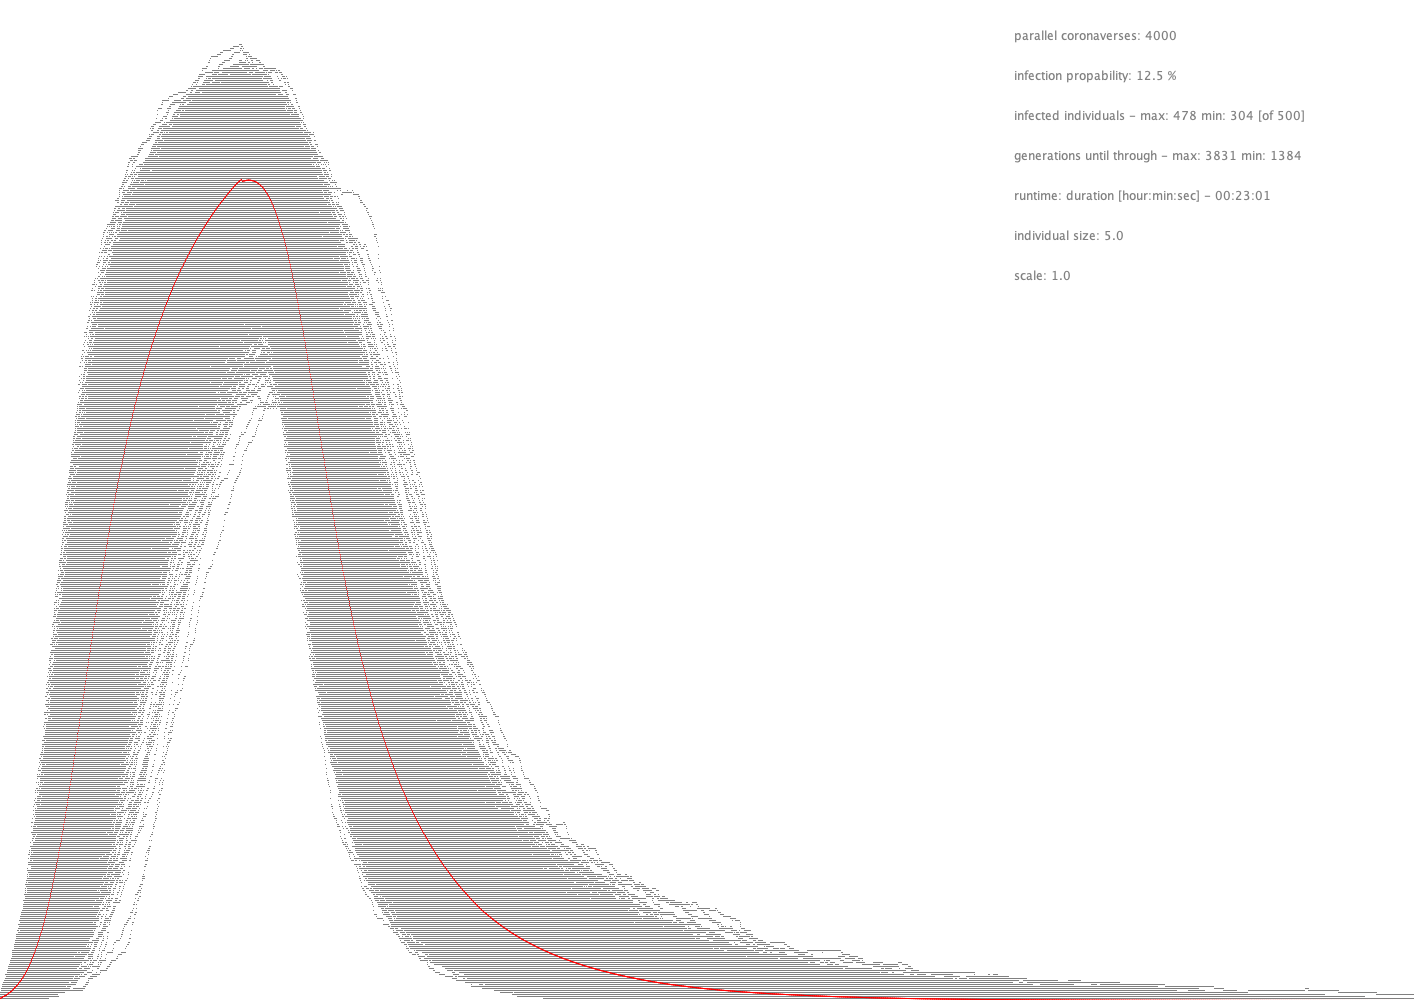 parallel coronaverses: 4000
infection propability: 12.5 %
infected individuals - max: 478 min: 304 [of 500]
generations until through - max: 3831 min: 1384
runtime: duration [hour:min:sec] - 00:23:01
individual size: 5.0
scale: 1.0